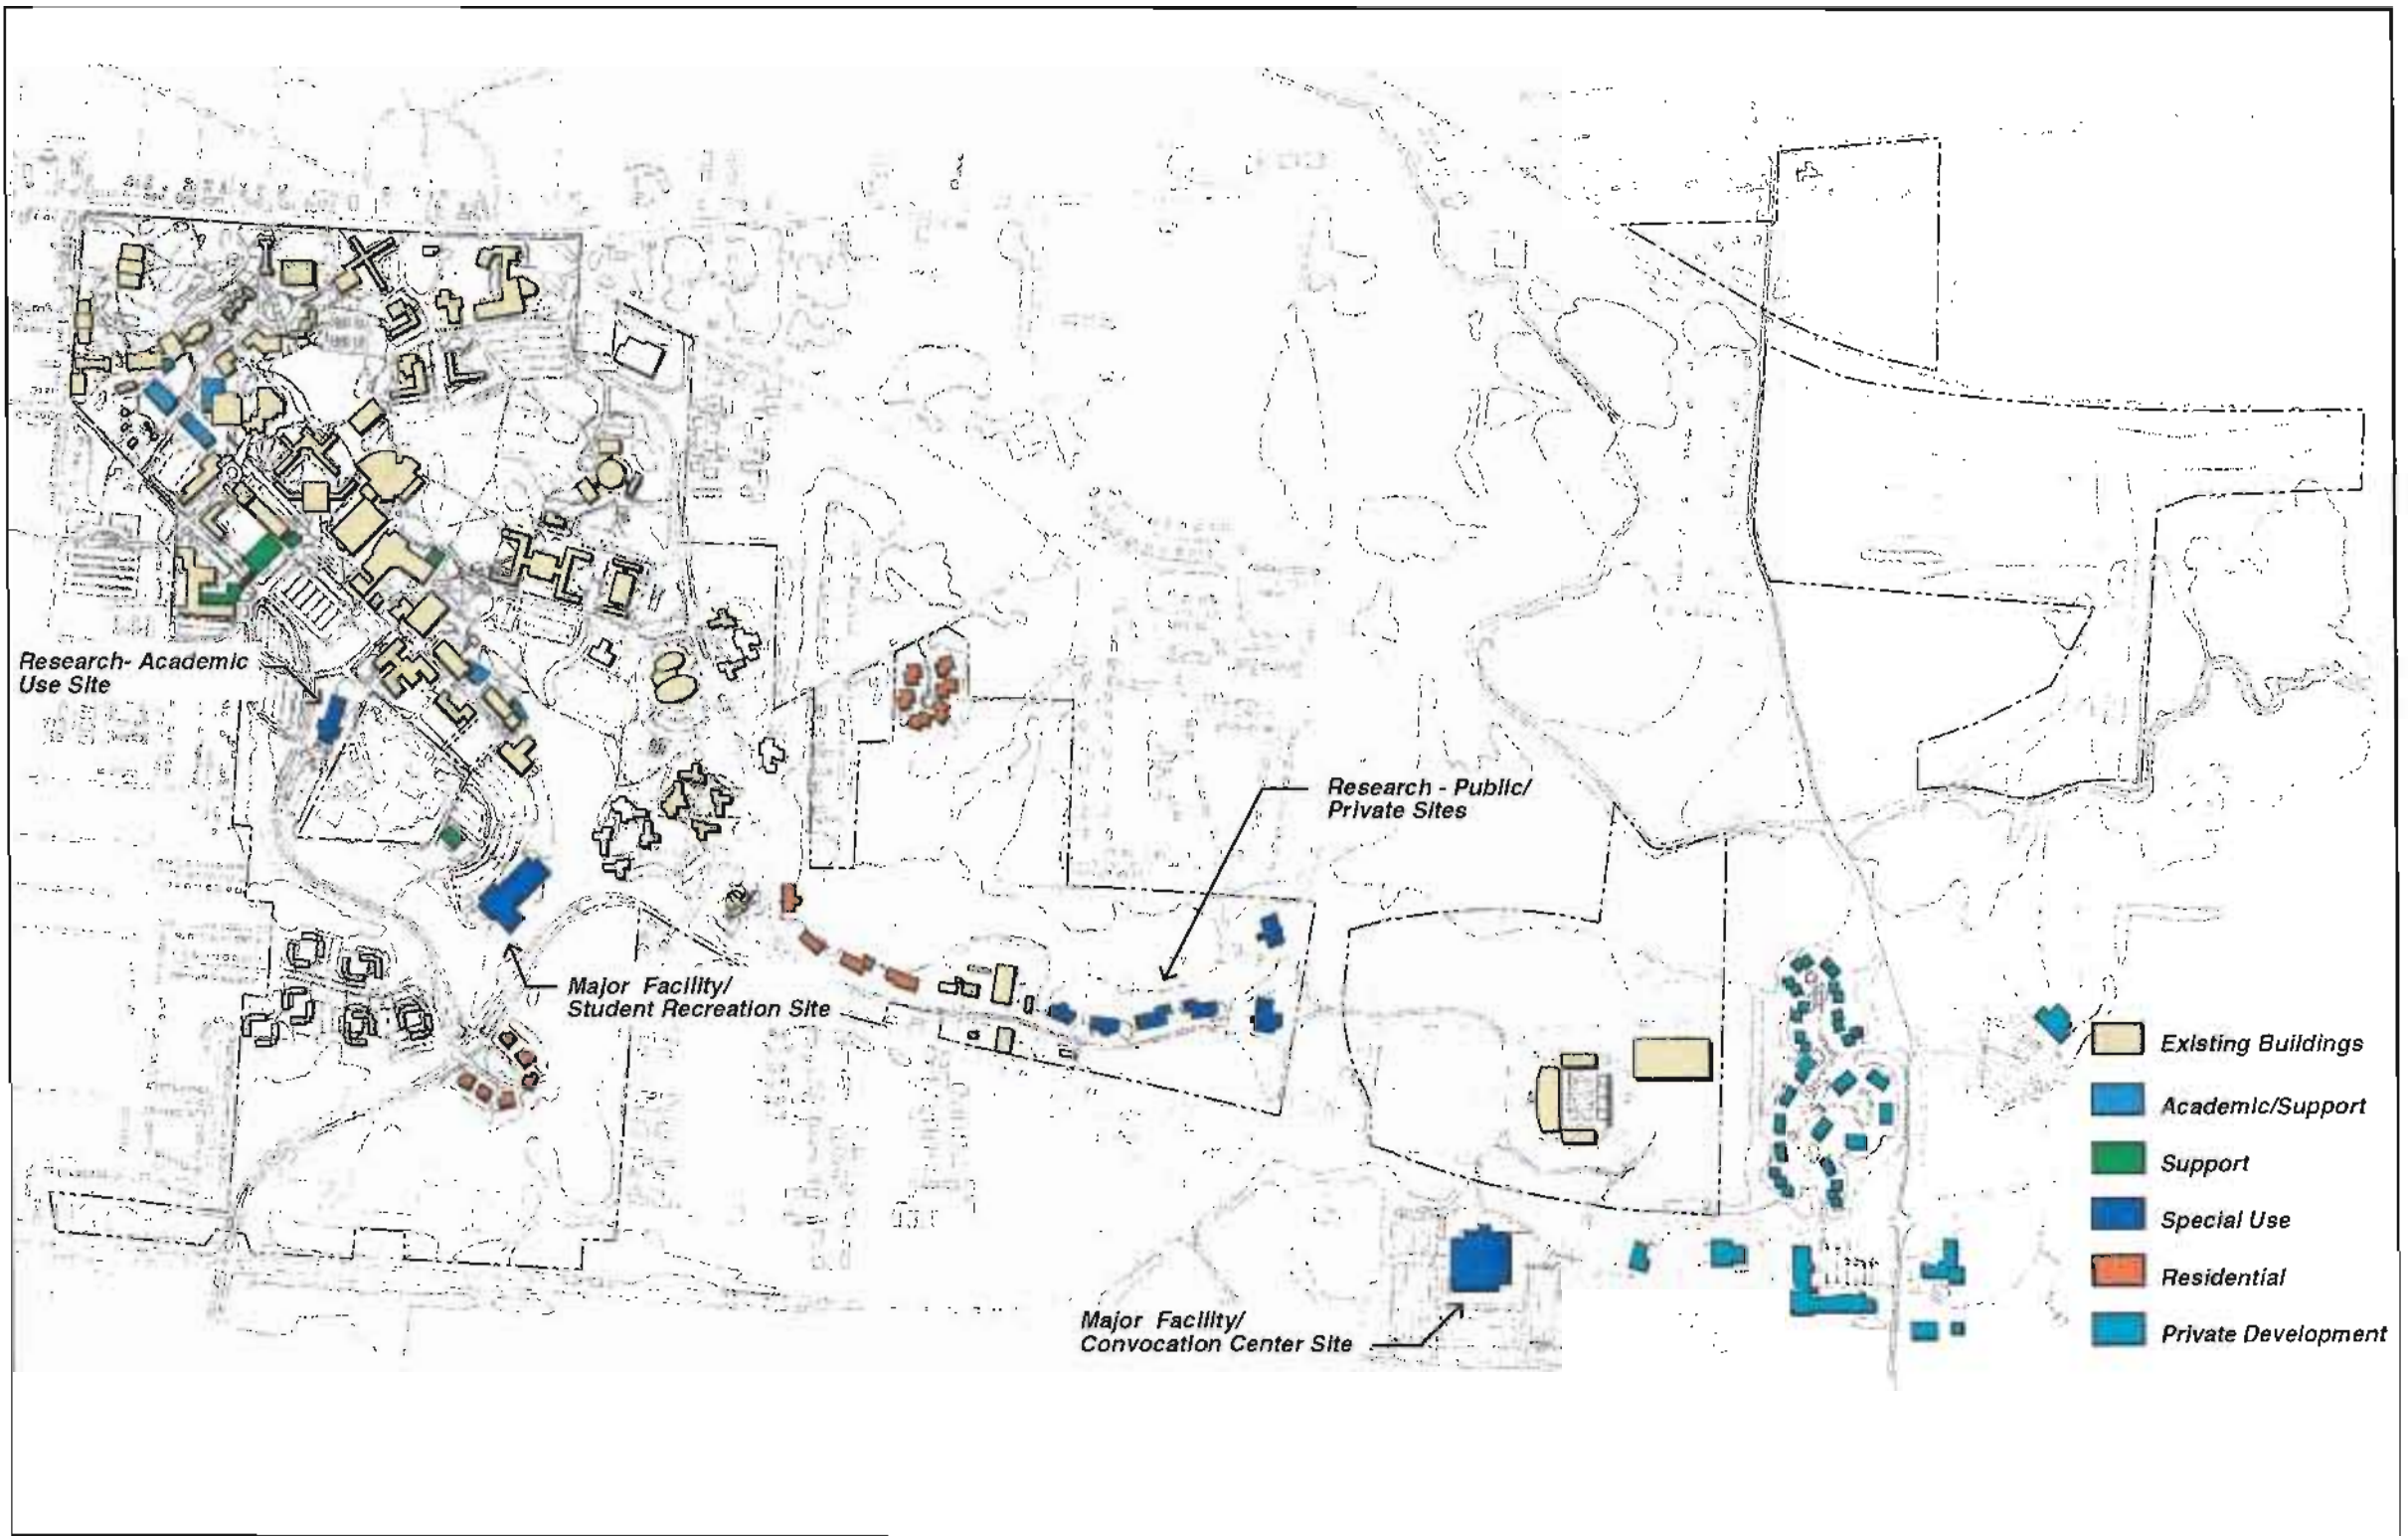 Research- Academic
Use Site
Research - Public/
Private Sites
Major Facility/
Student Recreation Site
Major Facility/
Convocation Center Site
Existing Buildings
Academic/Support
Support
Special Use
Residential
Private Development